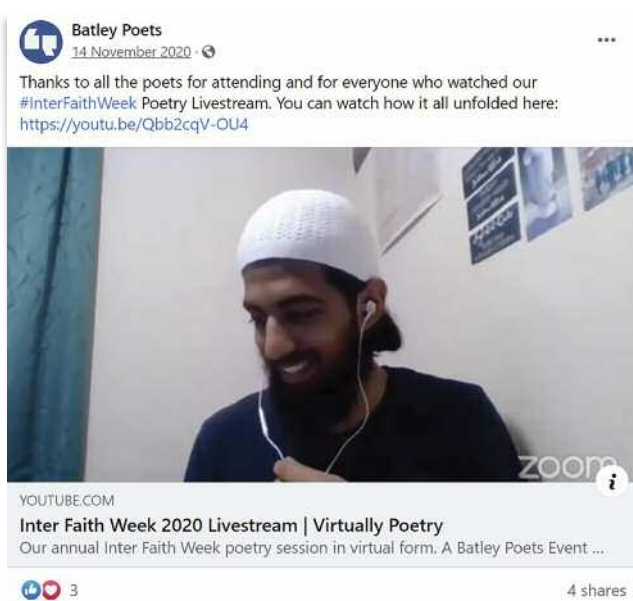 Batley Poets
14 November 2020 ·
Thanks to all the poets for attending and for everyone who watched our
#InterFaithWeek Poetry Livestream. You can watch how it all unfolded here:
https://youtu.be/Qbb2cqV-OU4
zoom
YOUTUBE.COM
Inter Faith Week 2020 Livestream | Virtually Poetry
Our annual Inter Faith Week poetry session in virtual form. A Batley Poets Event ...
3
4 shares